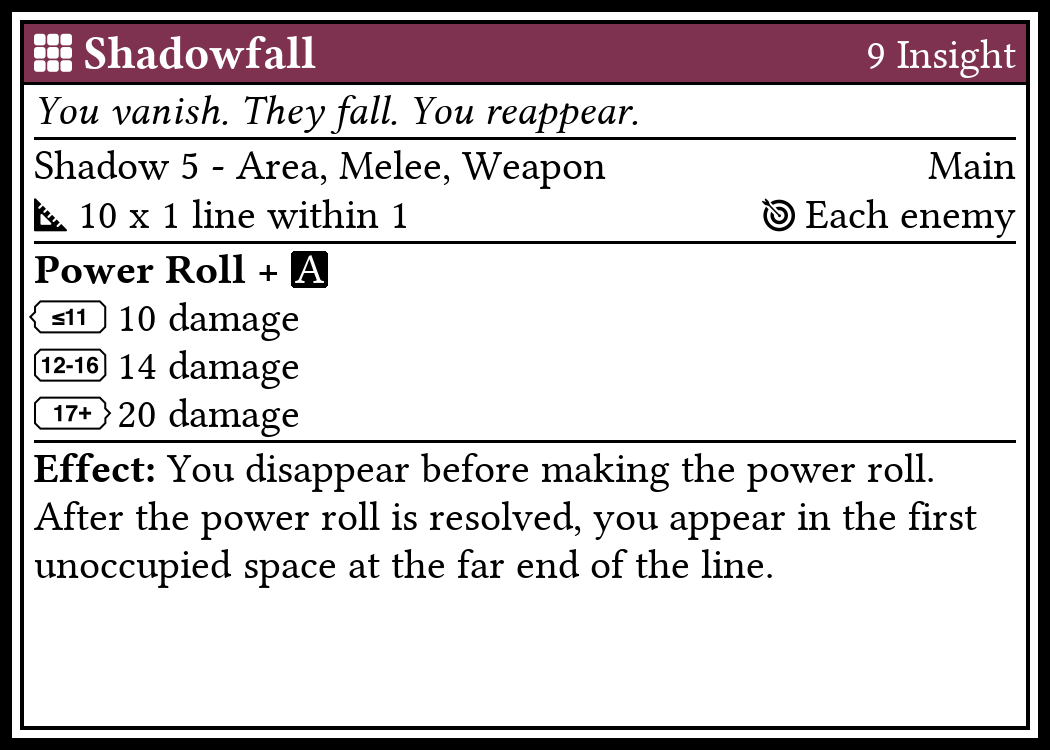 Shadowfall 9 Insight
You vanish. They fall. You reappear.
Shadow 5 - Area, Melee, Weapon Main
10 x 1 line within 1 Each enemy
Power Roll + A
≤11 10 damage
12-16 14 damage
17+ 20 damage
Effect: You disappear before making the power roll.
After the power roll is resolved, you appear in the first
unoccupied space at the far end of the line.